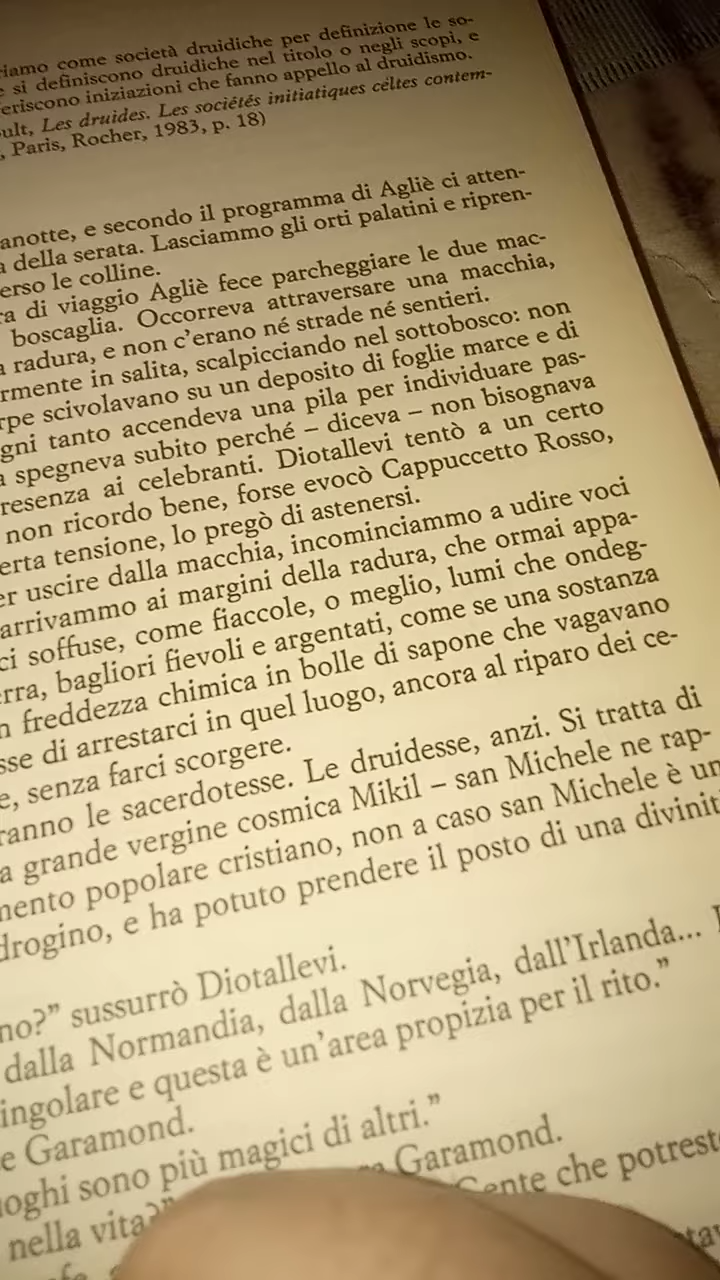 riamo come società druidiche per definizione le so-
e si definiscono druidiche nel titolo o negli scopi, e
eriscono iniziazioni che fanno appello al druidismo.
ult, Les druides. Les sociétés initiatiques celtes contem-
, Paris, Rocher, 1983, p. 18)
anotte, e secondo il programma di Agliè ci atten-
a della serata. Lasciammo gli orti palatini e ripren-
erso le colline.
ra di viaggio Agliè fece parcheggiare le due mac-
boscaglia. Occorreva attraversare una macchia,
a radura, e non c'erano né strade né sentieri.
rmente in salita, scalpicciando nel sottobosco: non
rpe scivolavano su un deposito di foglie marce e di
gni tanto accendeva una pila per individuare pas-
a spegneva subito perché – diceva – non bisognava
resenza ai celebranti. Diotallevi tentò a un certo
non ricordo bene, forse evocò Cappuccetto Rosso,
erta tensione, lo pregò di astenersi.
er uscire dalla macchia, incominciammo a udire voci
arrivammo ai margini della radura, che ormai appa-
ci soffuse, come fiaccole, o meglio, lumi che ondeg-
rra, bagliori fievoli e argentati, come se una sostanza
n freddezza chimica in bolle di sapone che vagavano
sse di arrestarci in quel luogo, ancora al riparo dei ce-
e, senza farci scorgere.
ranno le sacerdotesse. Le druidesse, anzi. Si tratta di
a grande vergine cosmica Mikil – san Michele ne rap-
mento popolare cristiano, non a caso san Michele è un
drogino, e ha potuto prendere il posto di una divinit
no?” sussurrò Diotallevi.
dalla Normandia, dalla Norvegia, dall'Irlanda...
ingolare e questa è un'area propizia per il rito.”
e Garamond.
uoghi sono più magici di altri.”
Garamond.
Gente che potreste
nella vita?”